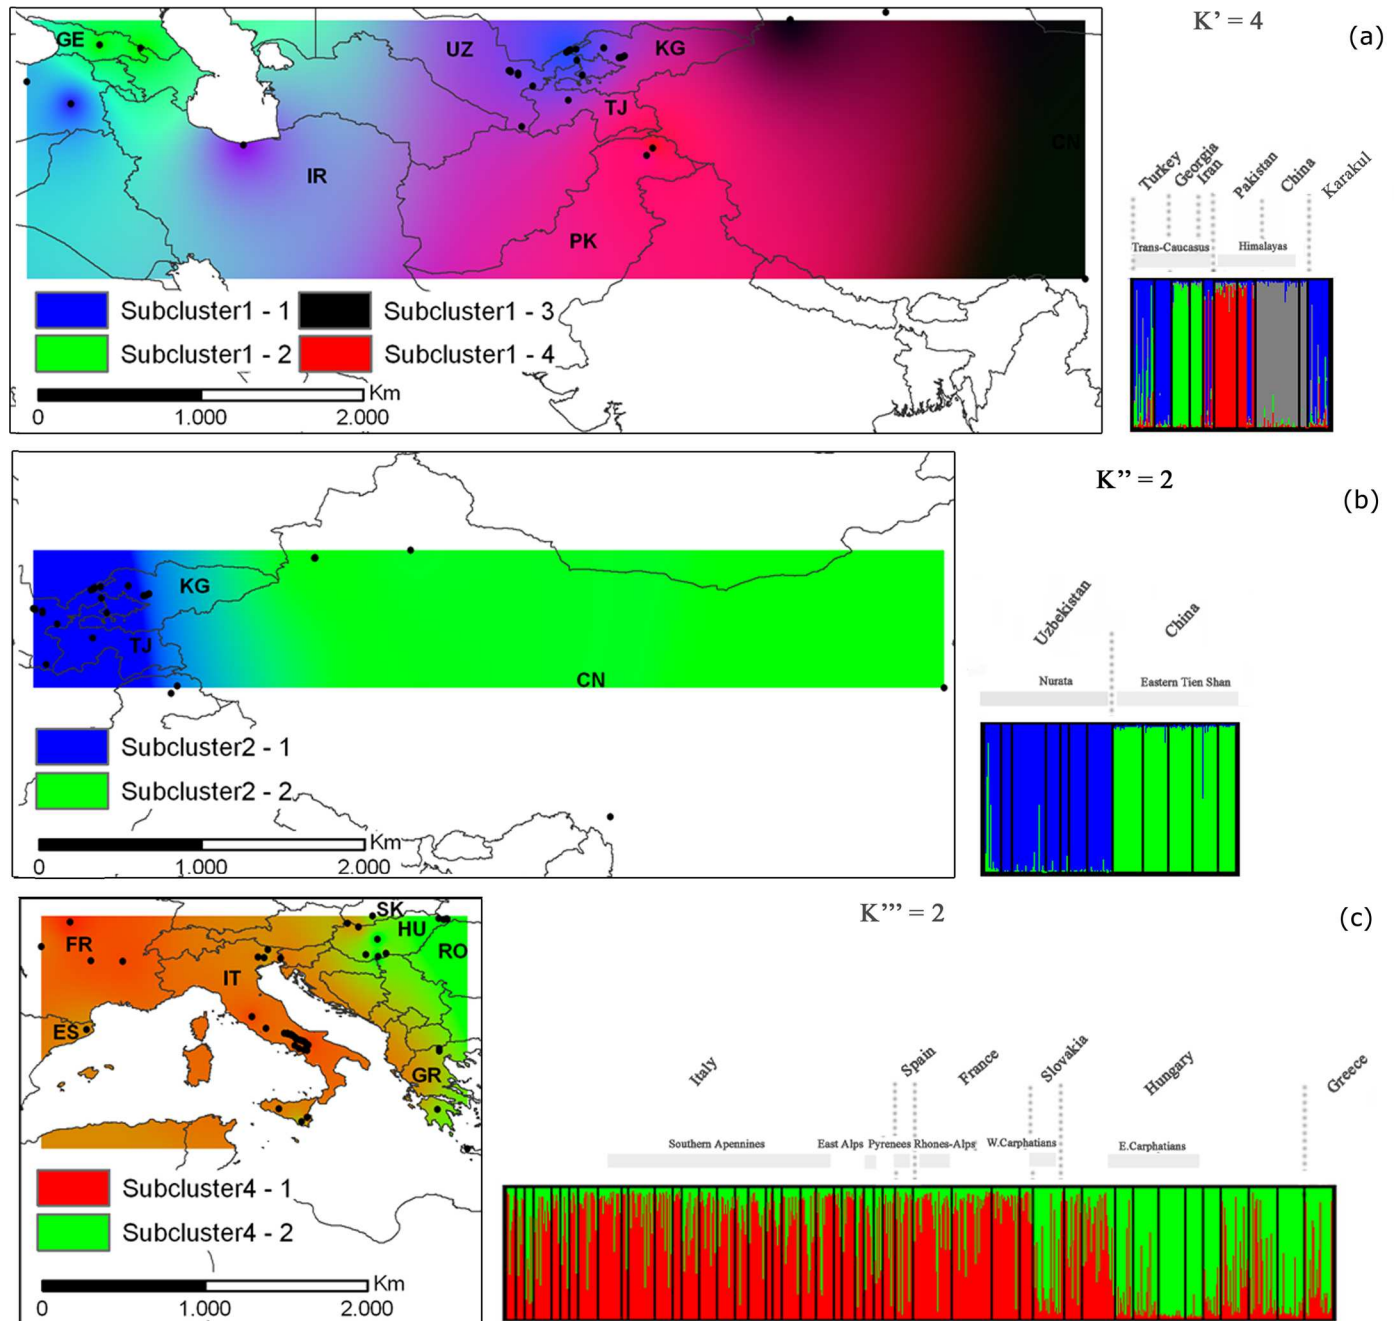 K' = 4
(a)
GE
UZ
KG
TJ
IR
PK
CN
Turkey
Georgia
Iran
Pakistan
China
Karakul
Trans-Caucasus
Himalayas
Subcluster1 - 1
Subcluster1 - 2
Subcluster1 - 3
Subcluster1 - 4
Km
0 1.000 2.000
K'' = 2
(b)
KG
TJ
CN
Uzbekistan
China
Nurata
Eastern Tien Shan
Subcluster2 - 1
Subcluster2 - 2
Km
0 1.000 2.000
K''' = 2
(c)
SK
HU
FR
RO
IT
ES
GR
Italy
Spain
France
Slovakia
Hungary
Greece
Southern Apennines
East Alps
Pyrenees
Rhones-Alps
W.Carphatians
E.Carphatians
Subcluster4 - 1
Subcluster4 - 2
Km
0 1.000 2.000